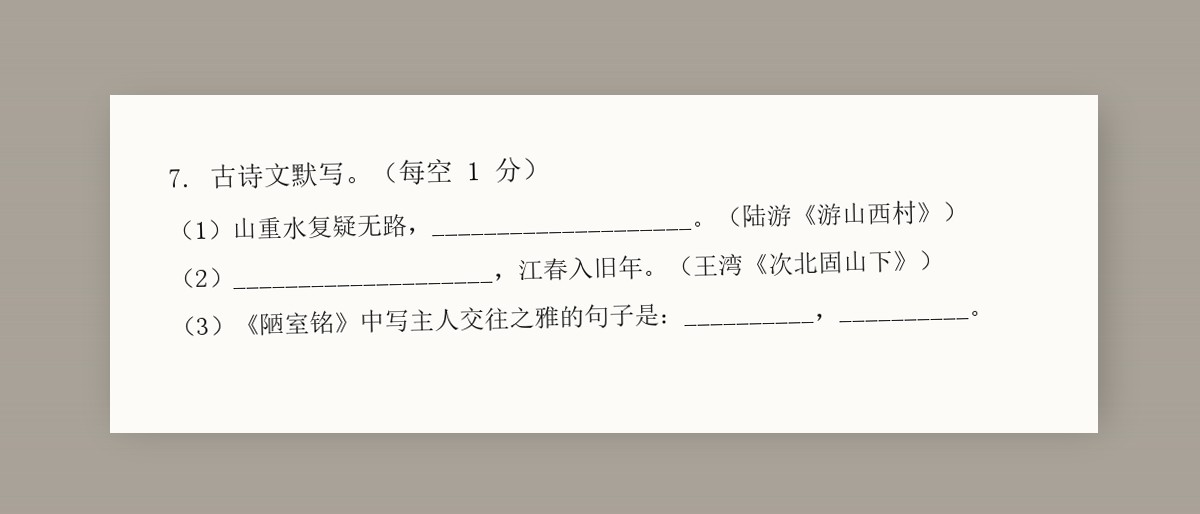 7. 古诗文默写。（每空 1 分）
（1）山重水复疑无路，____________________。（陆游《游山西村》）
（2）____________________，江春入旧年。（王湾《次北固山下》）
（3）《陋室铭》中写主人交往之雅的句子是：__________，__________。